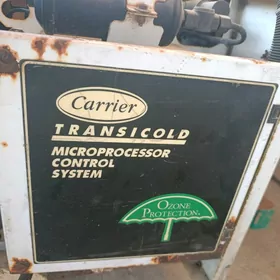 Carrier
TRANSICOLD
MICROPROCESSOR
CONTROL
SYSTEM
OZONE
PROTECTION